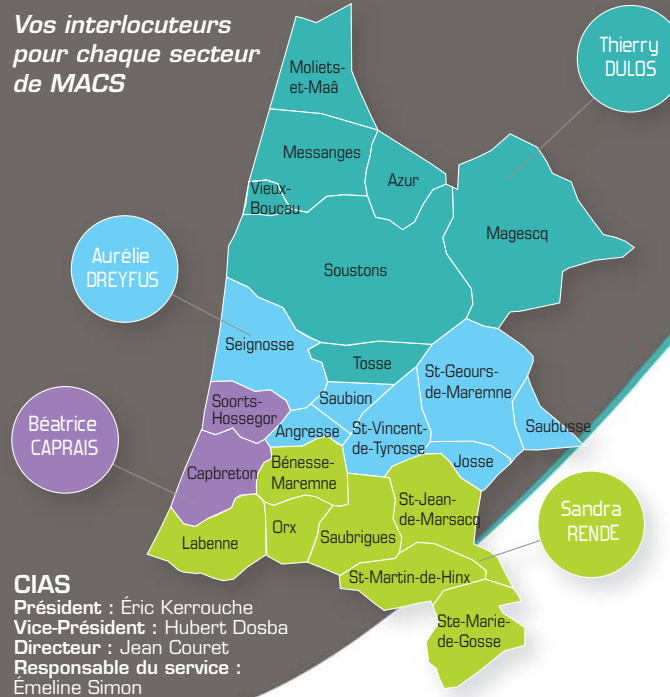 Vos interlocuteurs
pour chaque secteur
de MACS
Thierry
DULOS
Moliets-
et-Maâ
Messanges
Azur
Vieux-
Boucau
Magescq
Soustons
Aurélie
DREYFUS
Seignosse
Tosse
St-Geours-
de-Maremne
Saubion
Soorts-
Hossegor
Angresse
St-Vincent-
de-Tyrosse
Saubusse
Béatrice
CAPRAIS
Capbreton
Bénesse-
Maremne
Josse
St-Jean-
de-Marsacq
Sandra
RENDE
Labenne
Orx
Saubrigues
St-Martin-de-Hinx
Ste-Marie-
de-Gosse
CIAS
Président : Éric Kerrouche
Vice-Président : Hubert Dosba
Directeur : Jean Couret
Responsable du service :
Émeline Simon